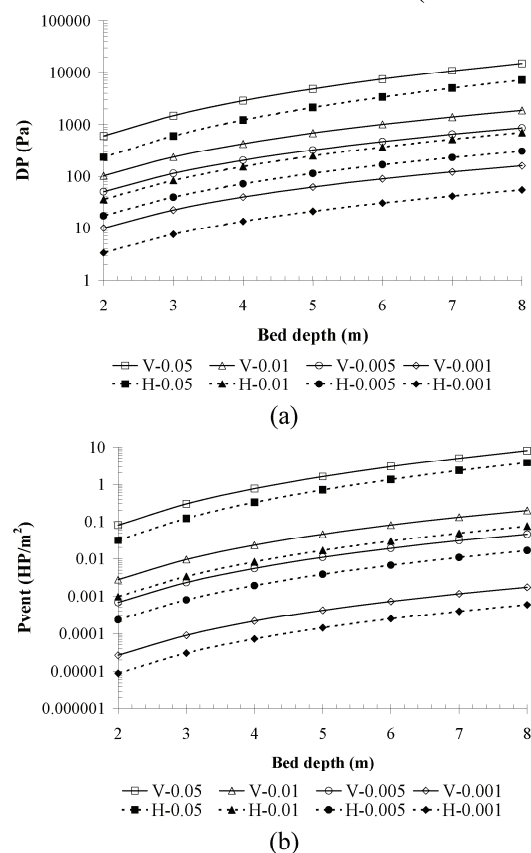 100000
10000
1000
100
10
1
DP (Pa)
2 3 4 5 6 7 8
Bed depth (m)
V-0.05 V-0.01 V-0.005 V-0.001
H-0.05 H-0.01 H-0.005 H-0.001
(a)
10
1
0.1
0.01
0.001
0.0001
0.00001
0.000001
Pvent (HP/m²)
2 3 4 5 6 7 8
Bed depth (m)
V-0.05 V-0.01 V-0.005 V-0.001
H-0.05 H-0.01 H-0.005 H-0.001
(b)